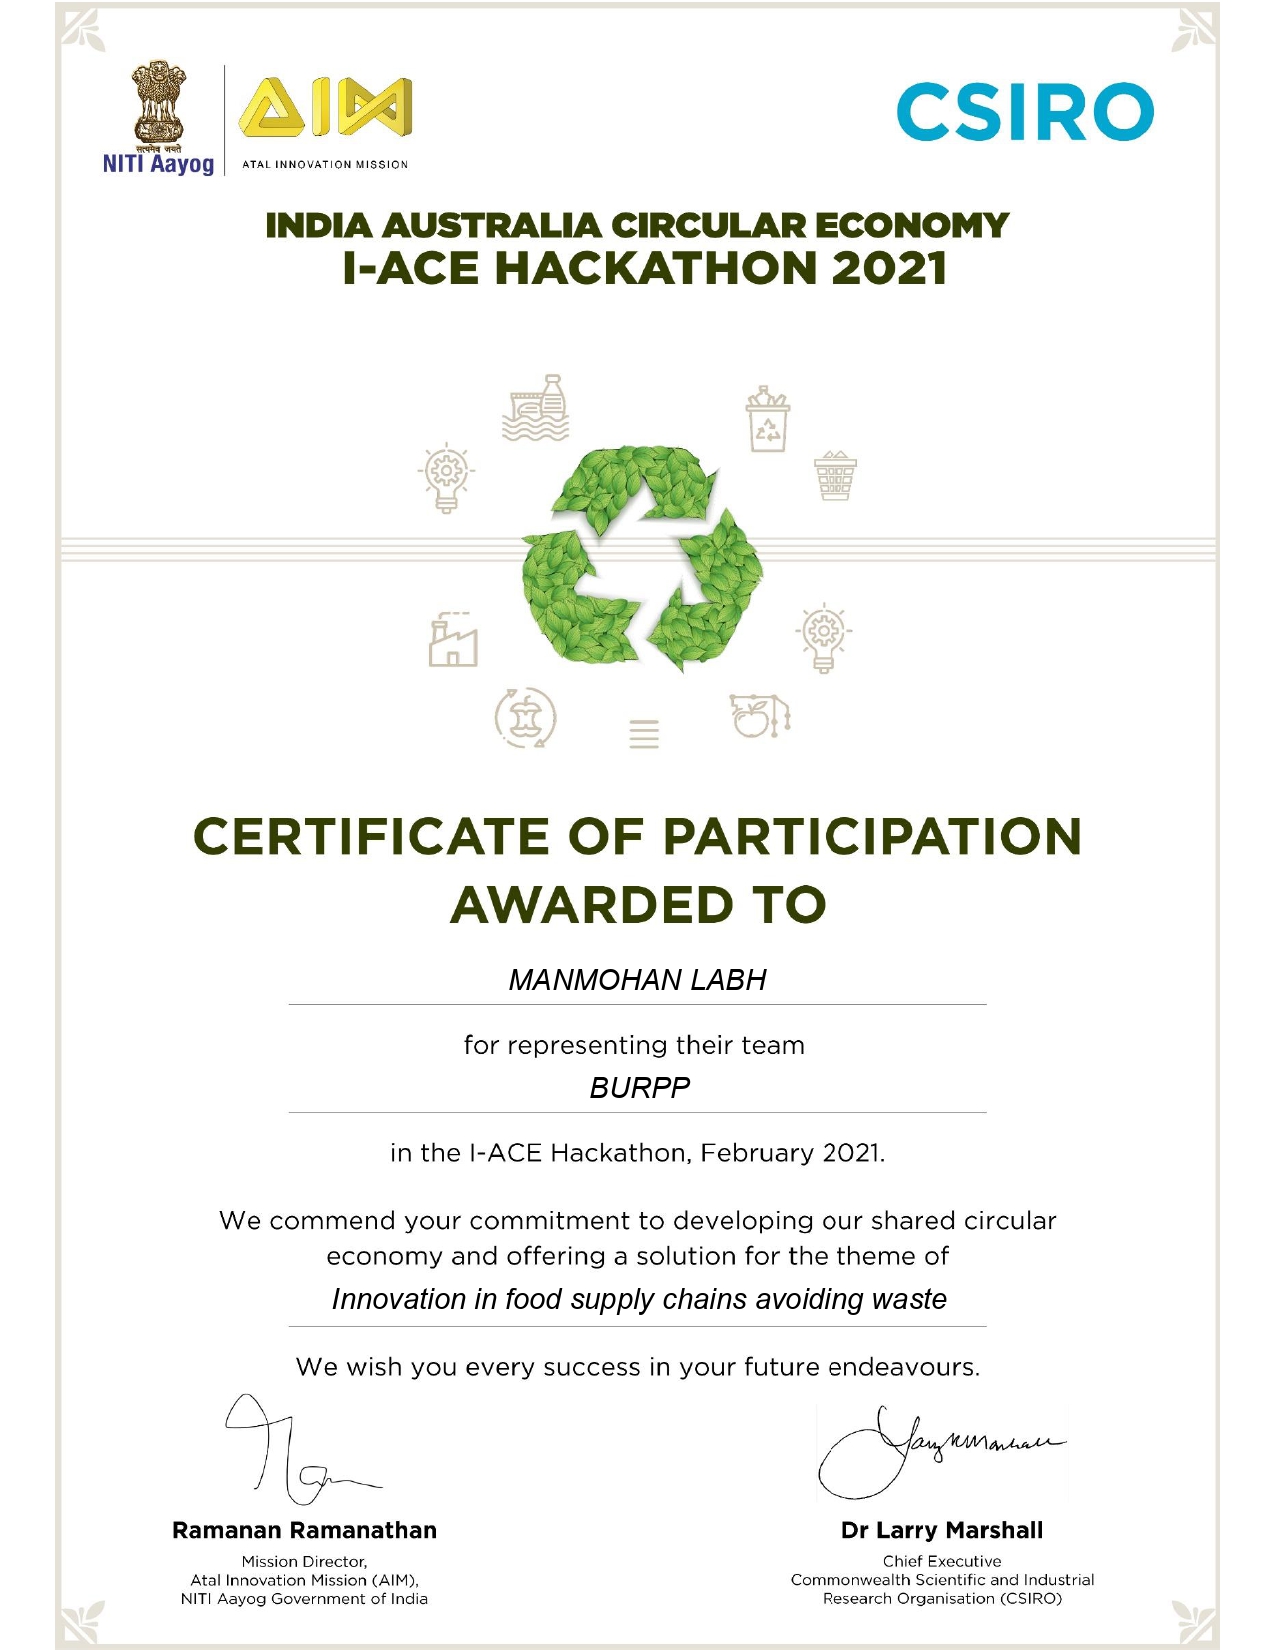 सत्यमेव जयते
NITI Aayog
AIM
ATAL INNOVATION MISSION
CSIRO
INDIA AUSTRALIA CIRCULAR ECONOMY
I-ACE HACKATHON 2021
CERTIFICATE OF PARTICIPATION
AWARDED TO
MANMOHAN LABH
for representing their team
BURPP
in the I-ACE Hackathon, February 2021.
We commend your commitment to developing our shared circular
economy and offering a solution for the theme of
Innovation in food supply chains avoiding waste
We wish you every success in your future endeavours.
Ramanan Ramanathan
Mission Director,
Atal Innovation Mission (AIM),
NITI Aayog Government of India
Dr Larry Marshall
Chief Executive
Commonwealth Scientific and Industrial
Research Organisation (CSIRO)